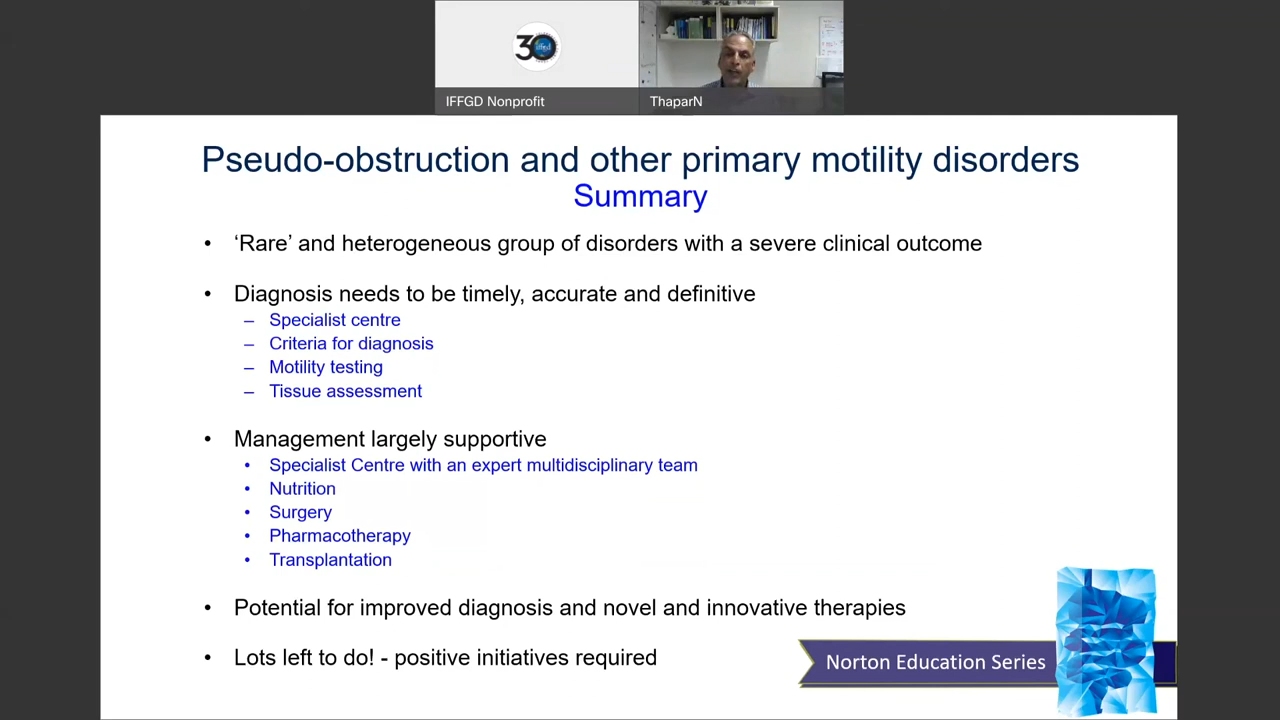 30
iffgd
IFFGD Nonprofit
ThaparN
Pseudo-obstruction and other primary motility disorders
Summary
• ‘Rare’ and heterogeneous group of disorders with a severe clinical outcome
• Diagnosis needs to be timely, accurate and definitive
– Specialist centre
– Criteria for diagnosis
– Motility testing
– Tissue assessment
• Management largely supportive
• Specialist Centre with an expert multidisciplinary team
• Nutrition
• Surgery
• Pharmacotherapy
• Transplantation
• Potential for improved diagnosis and novel and innovative therapies
• Lots left to do! - positive initiatives required
Norton Education Series